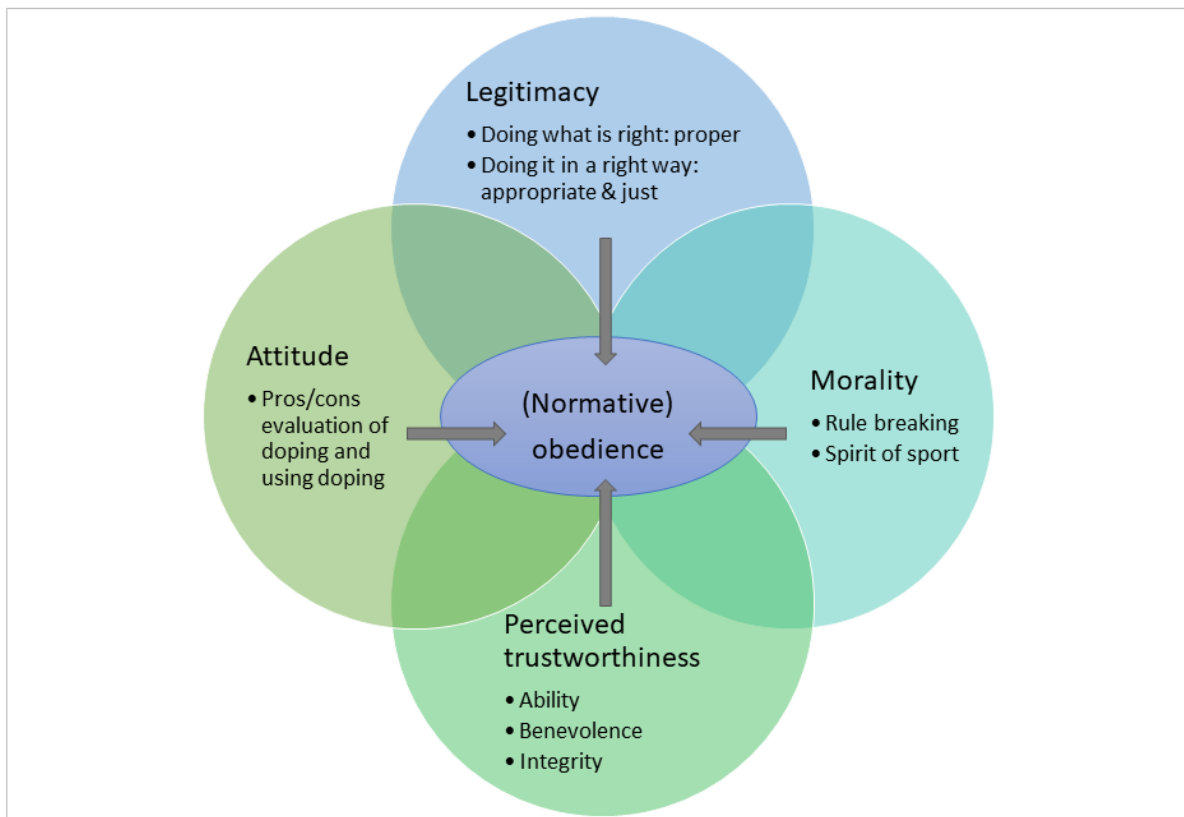 Legitimacy
• Doing what is right: proper
• Doing it in a right way:
appropriate & just
Attitude
• Pros/cons
evaluation of
doping and
using doping
(Normative)
obedience
Morality
• Rule breaking
• Spirit of sport
Perceived
trustworthiness
• Ability
• Benevolence
• Integrity